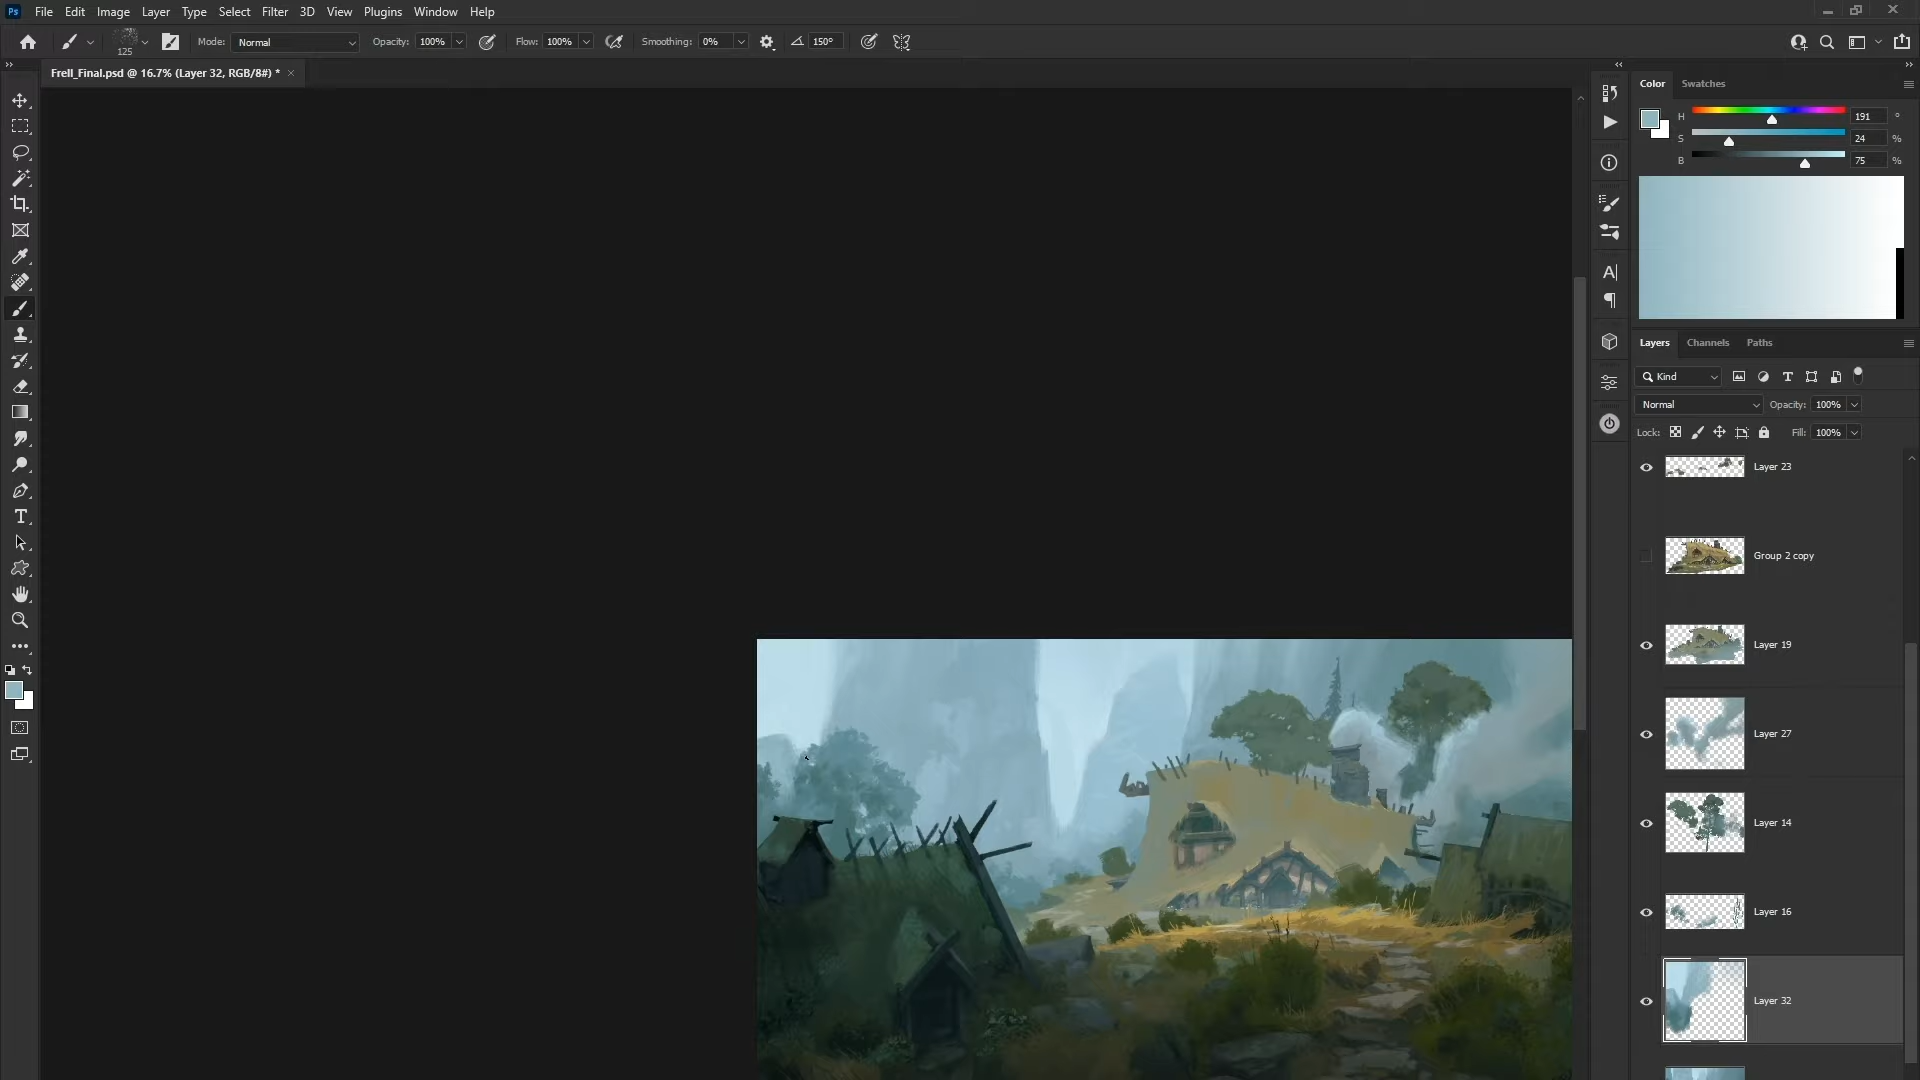 Ps File Edit Image Layer Type Select Filter 3D View Plugins Window Help
125 Mode: Normal Opacity: 100% Flow: 100% Smoothing: 0% 150°
Frell_Final.psd @ 16.7% (Layer 32, RGB/8#) * ×
Color Swatches
H 191 °
S 24 %
B 75 %
Layers Channels Paths
Kind
Normal Opacity: 100%
Lock: Fill: 100%
Layer 23
Group 2 copy
Layer 19
Layer 27
Layer 14
Layer 16
Layer 32